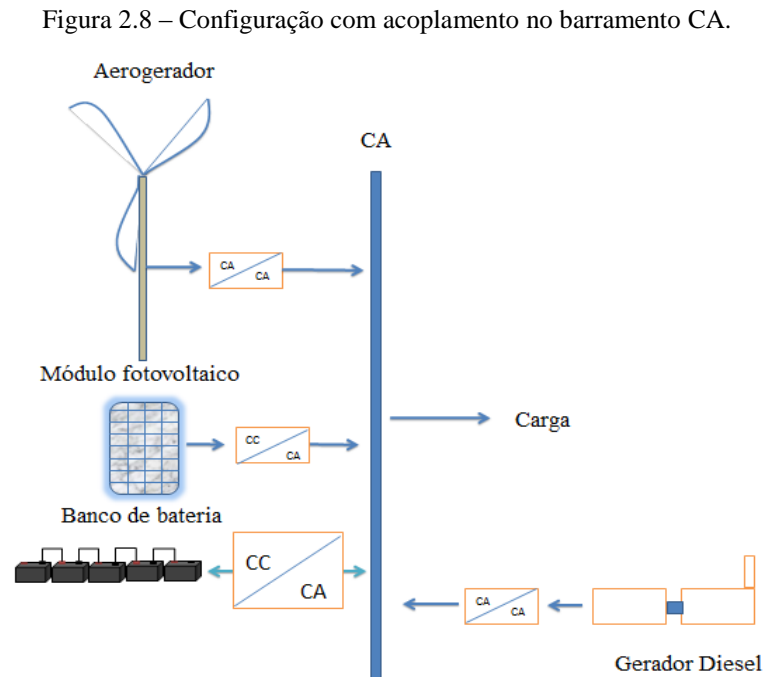 Figura 2.8 – Configuração com acoplamento no barramento CA.
Aerogerador
CA
CA
CA
Módulo fotovoltaico
CC
CA
Carga
Banco de bateria
CC
CA
CA
CA
Gerador Diesel